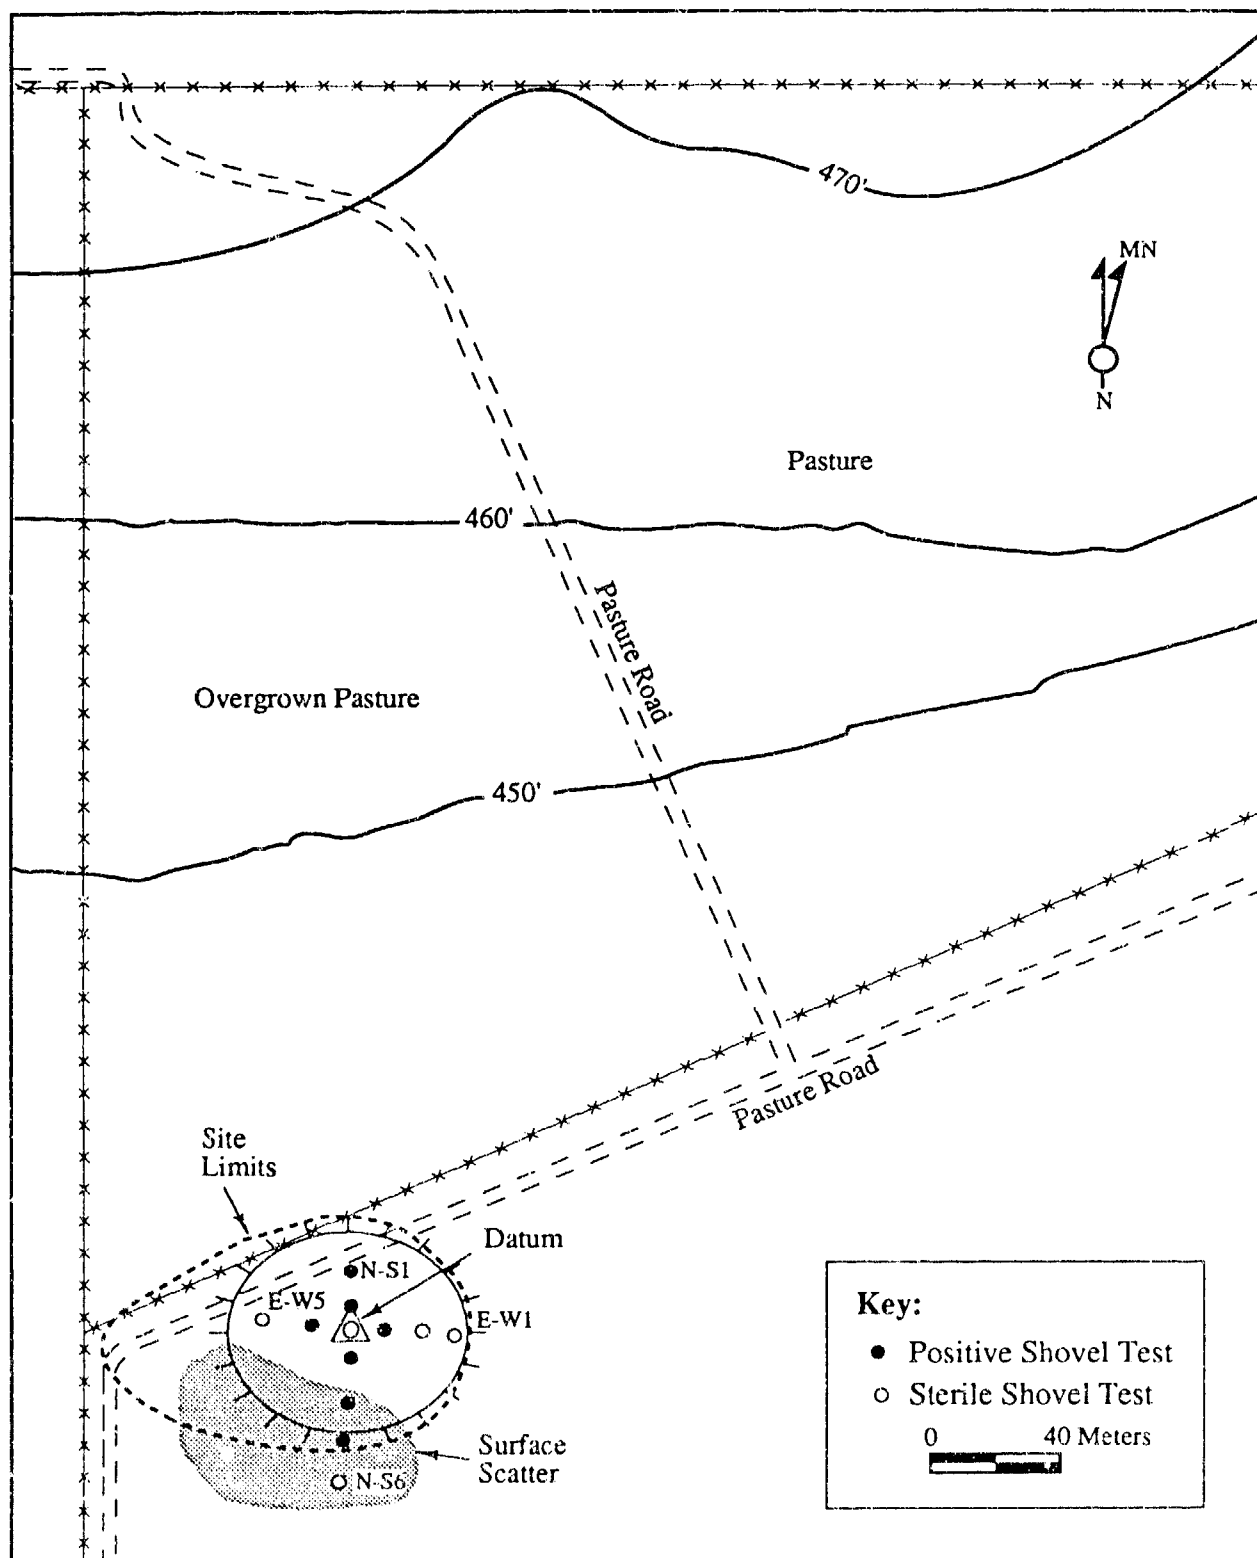 470'
MN
N
Pasture
460'
Pasture Road
Overgrown Pasture
450'
Pasture Road
Site
Limits
Datum
N-S1
E-W5
E-W1
Key:
Positive Shovel Test
Sterile Shovel Test
0 40 Meters
Surface
Scatter
N-S6